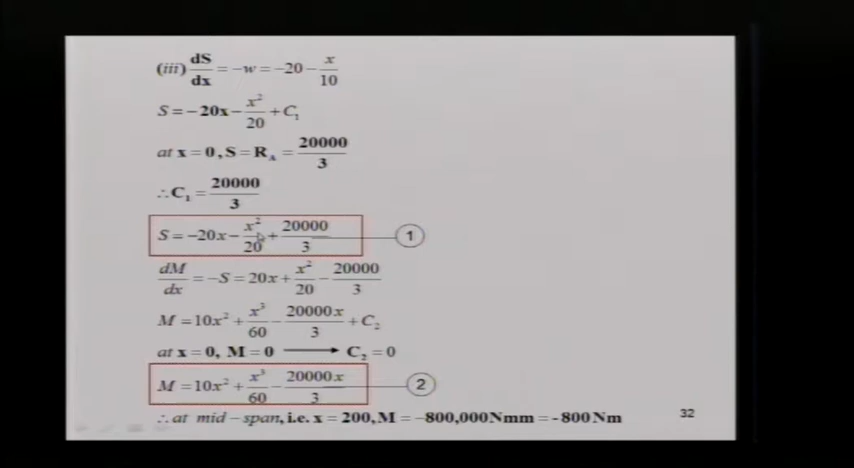 (iii) dS/dx = -w = -20 - x/10
S = -20x - x²/20 + C₁
at x = 0, S = R_A = 20000/3
∴ C₁ = 20000/3
S = -20x - x²/20 + 20000/3 1
dM/dx = -S = 20x + x²/20 - 20000/3
M = 10x² + x³/60 - 20000x/3 + C₂
at x = 0, M = 0 → C₂ = 0
M = 10x² + x³/60 - 20000x/3 2
∴ at mid-span, i.e. x = 200, M = -800,000Nmm = -800Nm
32